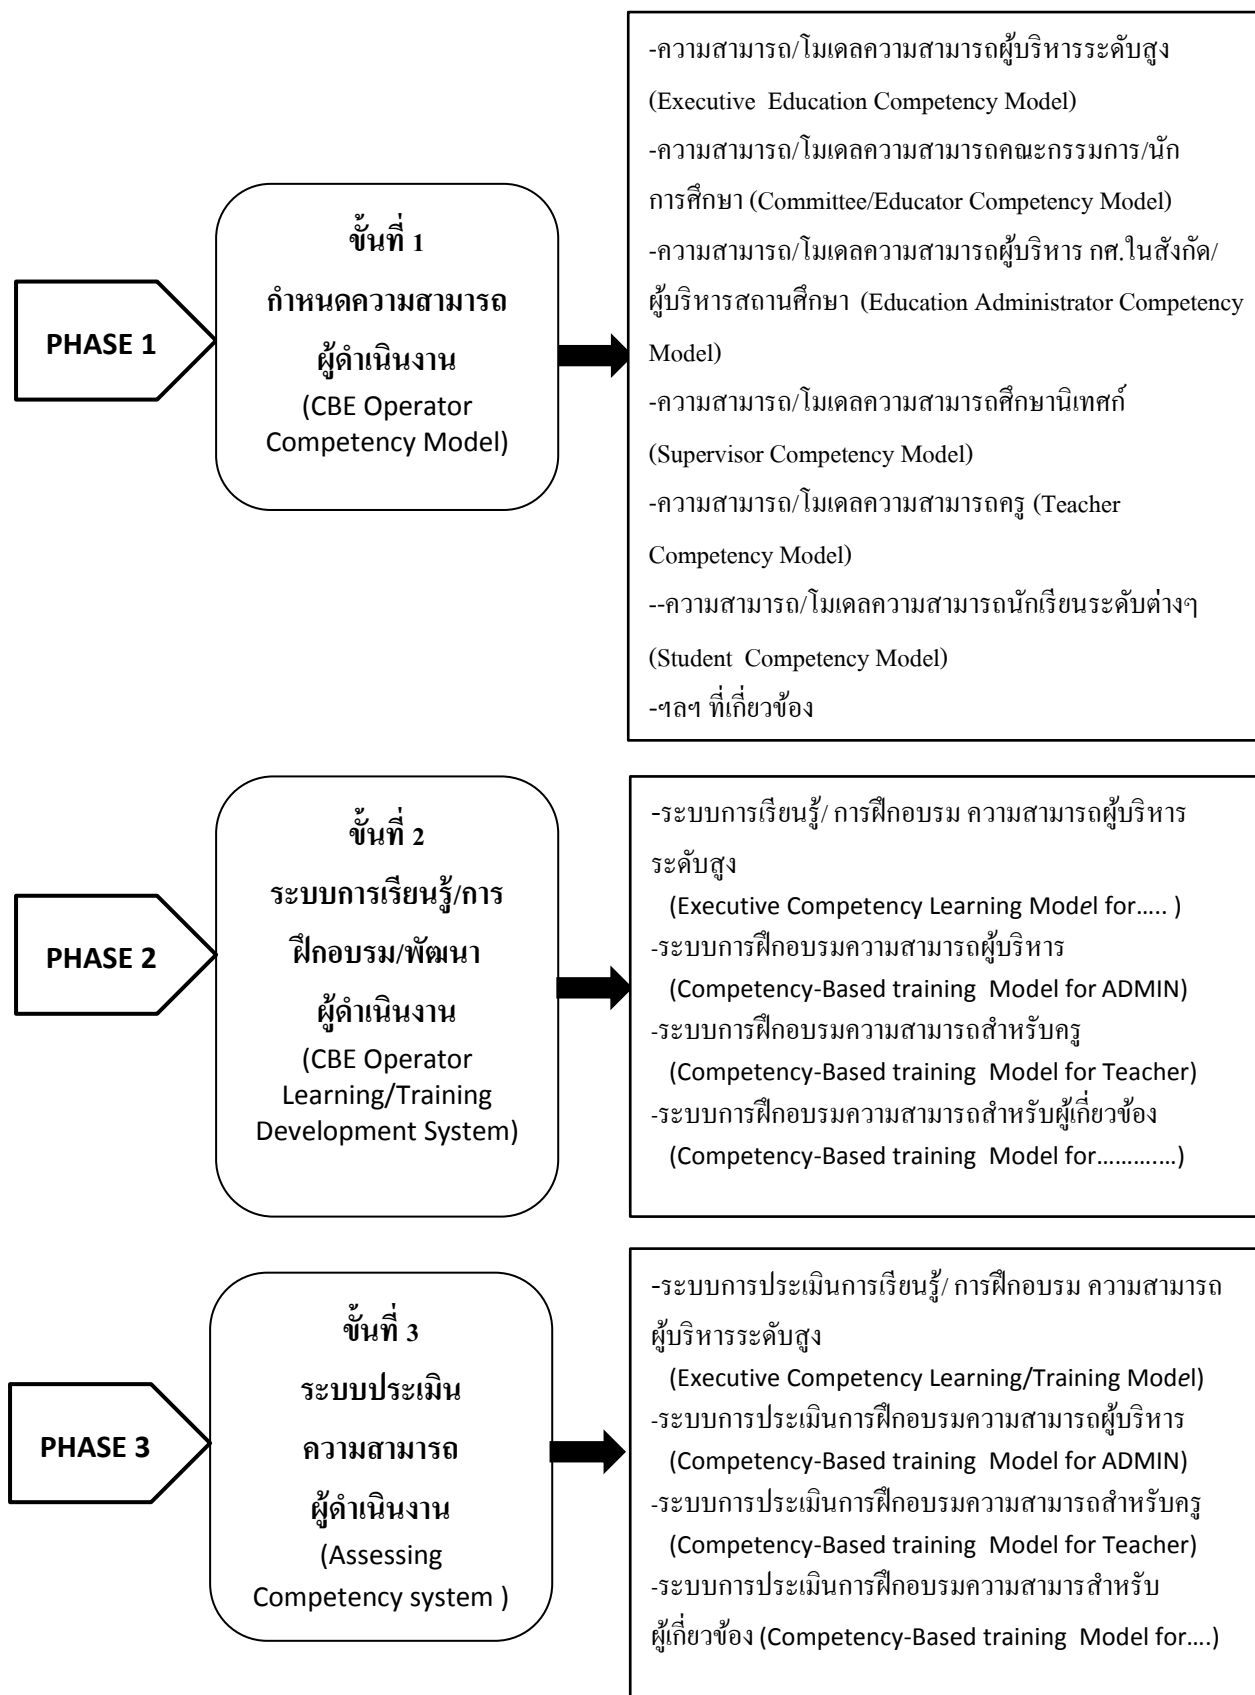 PHASE 1
ขั้นที่ 1
กำหนดความสามารถ
ผู้ดำเนินงาน
(CBE Operator
Competency Model)
-ความสามารถ/โมเดลความสามารถผู้บริหารระดับสูง
(Executive Education Competency Model)
-ความสามารถ/โมเดลความสามารถคณะกรรมการ/นัก
การศึกษา (Committee/Educator Competency Model)
-ความสามารถ/โมเดลความสามารถผู้บริหาร กศ.ในสังกัด/
ผู้บริหารสถานศึกษา (Education Administrator Competency
Model)
-ความสามารถ/โมเดลความสามารถศึกษานิเทศก์
(Supervisor Competency Model)
-ความสามารถ/โมเดลความสามารถครู (Teacher
Competency Model)
--ความสามารถ/โมเดลความสามารถนักเรียนระดับต่างๆ
(Student Competency Model)
-ฯลฯ ที่เกี่ยวข้อง
PHASE 2
ขั้นที่ 2
ระบบการเรียนรู้/การ
ฝึกอบรม/พัฒนา
ผู้ดำเนินงาน
(CBE Operator
Learning/Training
Development System)
-ระบบการเรียนรู้/ การฝึกอบรม ความสามารถผู้บริหาร
ระดับสูง
(Executive Competency Learning Model for..... )
-ระบบการฝึกอบรมความสามารถผู้บริหาร
(Competency-Based training Model for ADMIN)
-ระบบการฝึกอบรมความสามารถสำหรับครู
(Competency-Based training Model for Teacher)
-ระบบการฝึกอบรมความสามารถสำหรับผู้เกี่ยวข้อง
(Competency-Based training Model for…………..)
PHASE 3
ขั้นที่ 3
ระบบประเมิน
ความสามารถ
ผู้ดำเนินงาน
(Assessing
Competency system )
-ระบบการประเมินการเรียนรู้/ การฝึกอบรม ความสามารถ
ผู้บริหารระดับสูง
(Executive Competency Learning/Training Model)
-ระบบการประเมินการฝึกอบรมความสามารถผู้บริหาร
(Competency-Based training Model for ADMIN)
-ระบบการประเมินการฝึกอบรมความสามารถสำหรับครู
(Competency-Based training Model for Teacher)
-ระบบการประเมินการฝึกอบรมความสามารสำหรับ
ผู้เกี่ยวข้อง (Competency-Based training Model for….)